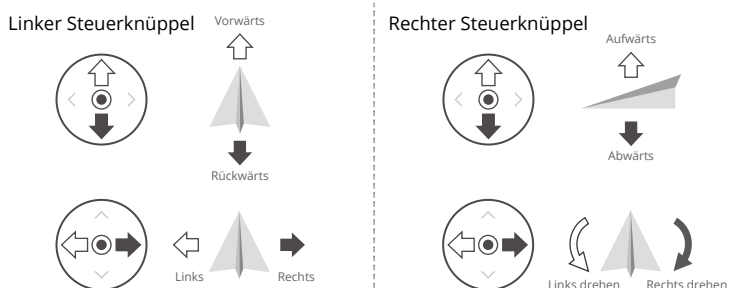 Linker Steuerknüppel
Vorwärts
Rückwärts
Links
Rechts
Rechter Steuerknüppel
Aufwärts
Abwärts
Links drehen
Rechts drehen